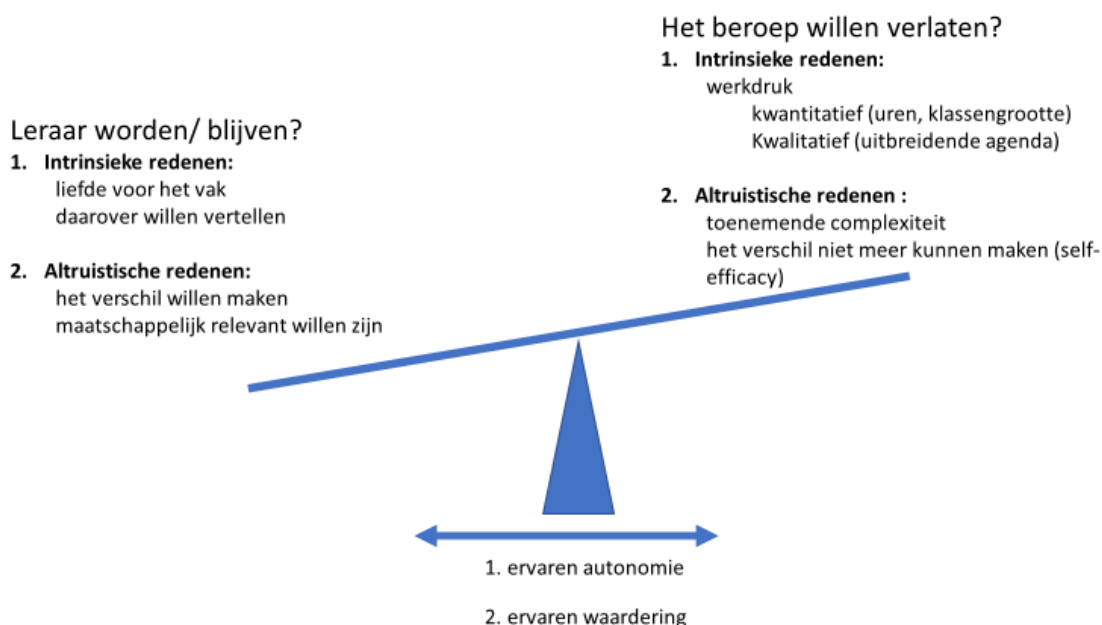 Leraar worden/ blijven?
1. Intrinsieke redenen:
liefde voor het vak
daarover willen vertellen
2. Altruistische redenen:
het verschil willen maken
maatschappelijk relevant willen zijn
Het beroep willen verlaten?
1. Intrinsieke redenen:
werkdruk
kwantitatief (uren, klassengrootte)
Kwalitatief (uitbreidende agenda)
2. Altruistische redenen :
toenemende complexiteit
het verschil niet meer kunnen maken (self-
efficacy)
1. ervaren autonomie
2. ervaren waardering